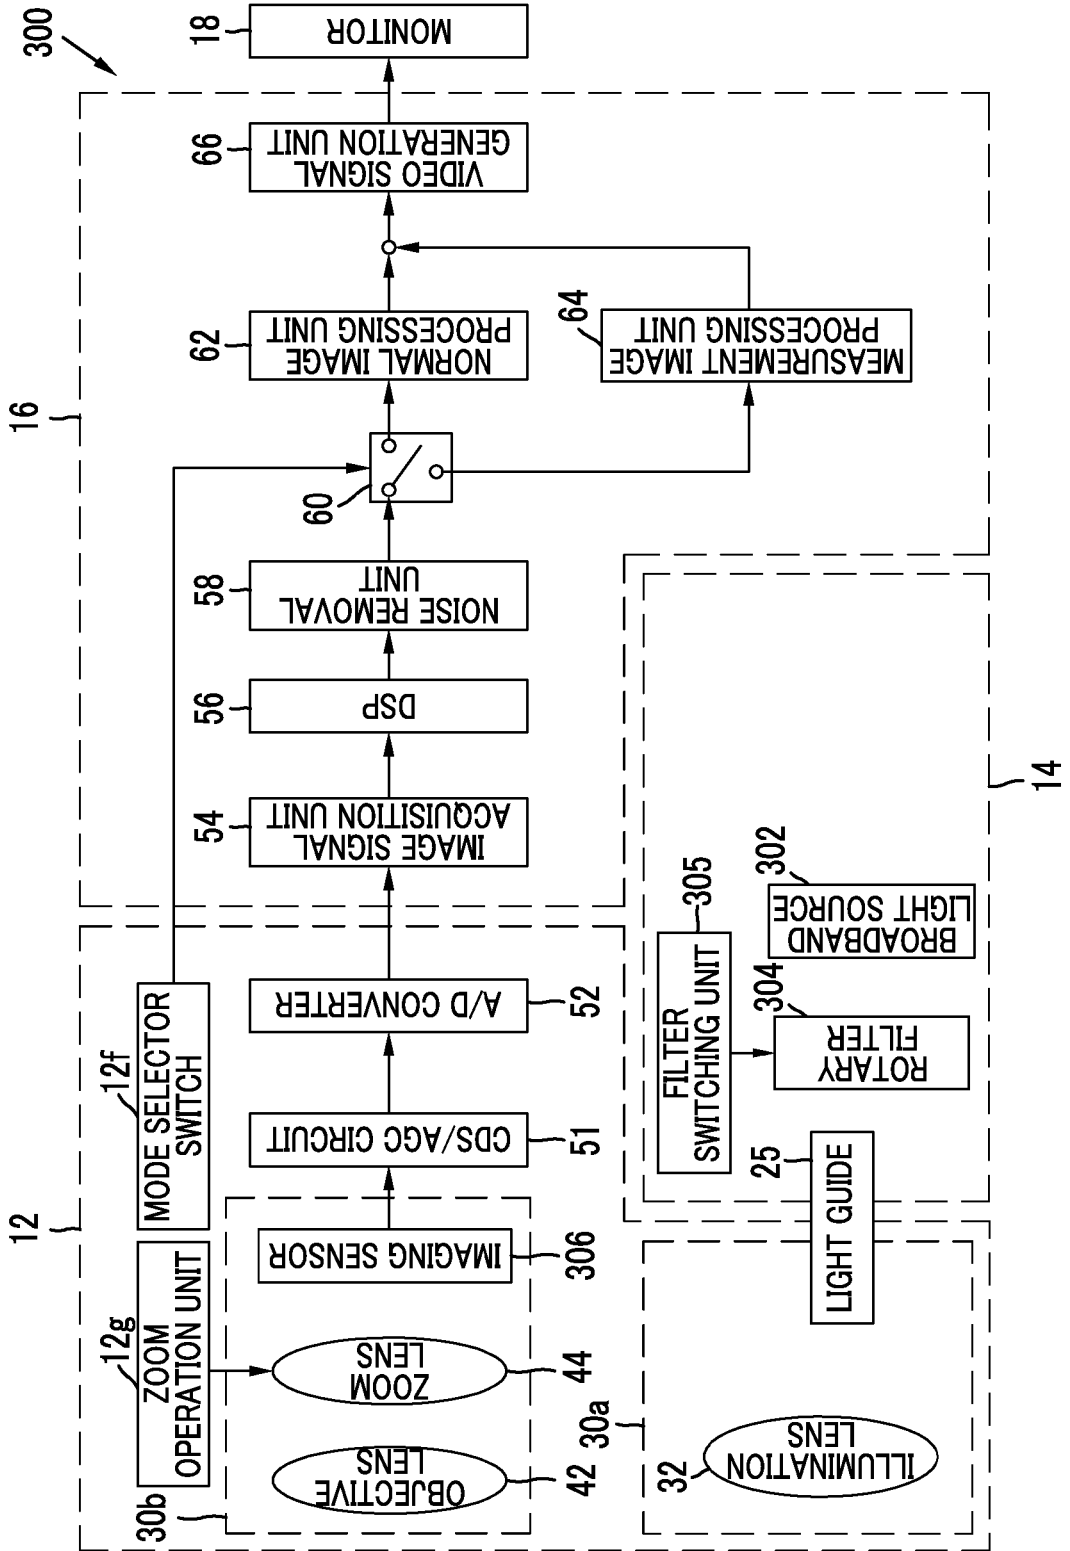 300
12
16
12g
ZOOM
OPERATION UNIT
12f
MODE SELECTOR
SWITCH
30b
OBJECTIVE
LENS
42
ZOOM
LENS
44
IMAGING SENSOR
306
CDS/AGC CIRCUIT
51
A/D CONVERTER
52
54
IMAGE SIGNAL
ACQUISITION UNIT
56
DSP
58
NOISE REMOVAL
UNIT
60
62
NORMAL IMAGE
PROCESSING UNIT
64
MEASUREMENT IMAGE
PROCESSING UNIT
66
VIDEO SIGNAL
GENERATION UNIT
18
MONITOR
30a
32
ILLUMINATION
LENS
25
LIGHT GUIDE
305
FILTER
SWITCHING UNIT
304
ROTARY
FILTER
302
BROADBAND
LIGHT SOURCE
14